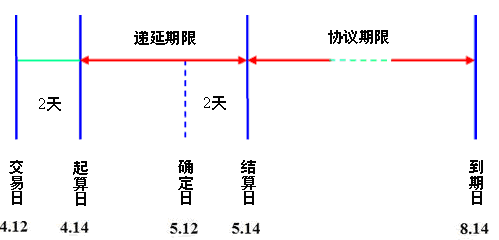 递延期限
协议期限
2天
2天
交易日
起算日
确定日
结算日
到期日
4.12
4.14
5.12
5.14
8.14